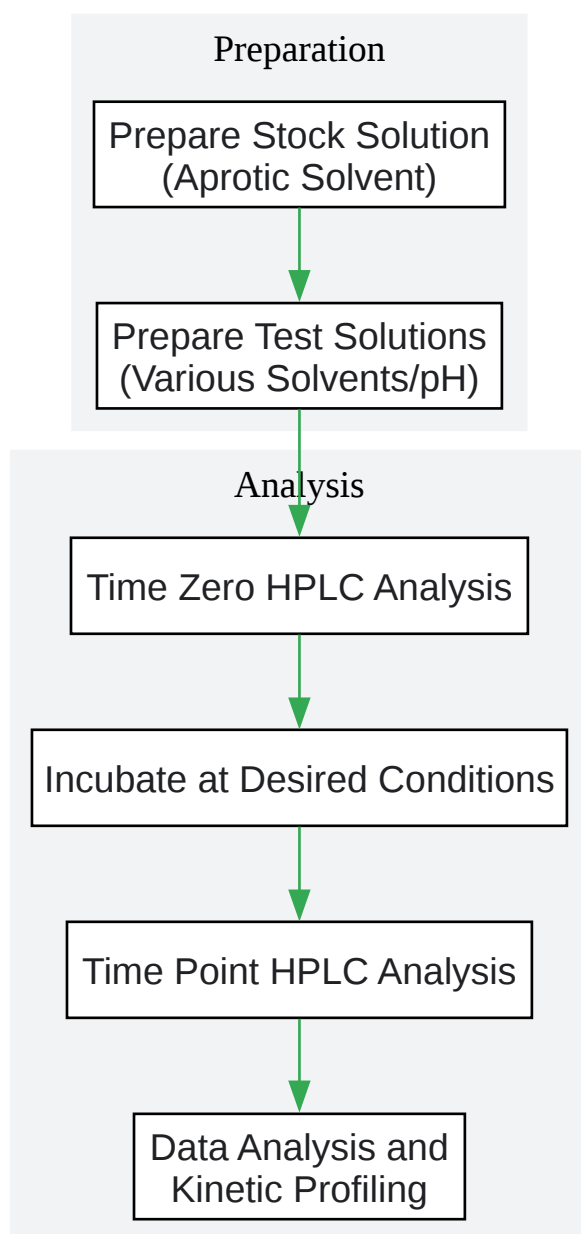 Preparation
Prepare Stock Solution
(Aprotic Solvent)
Prepare Test Solutions
(Various Solvents/pH)
Analysis
Time Zero HPLC Analysis
Incubate at Desired Conditions
Time Point HPLC Analysis
Data Analysis and
Kinetic Profiling